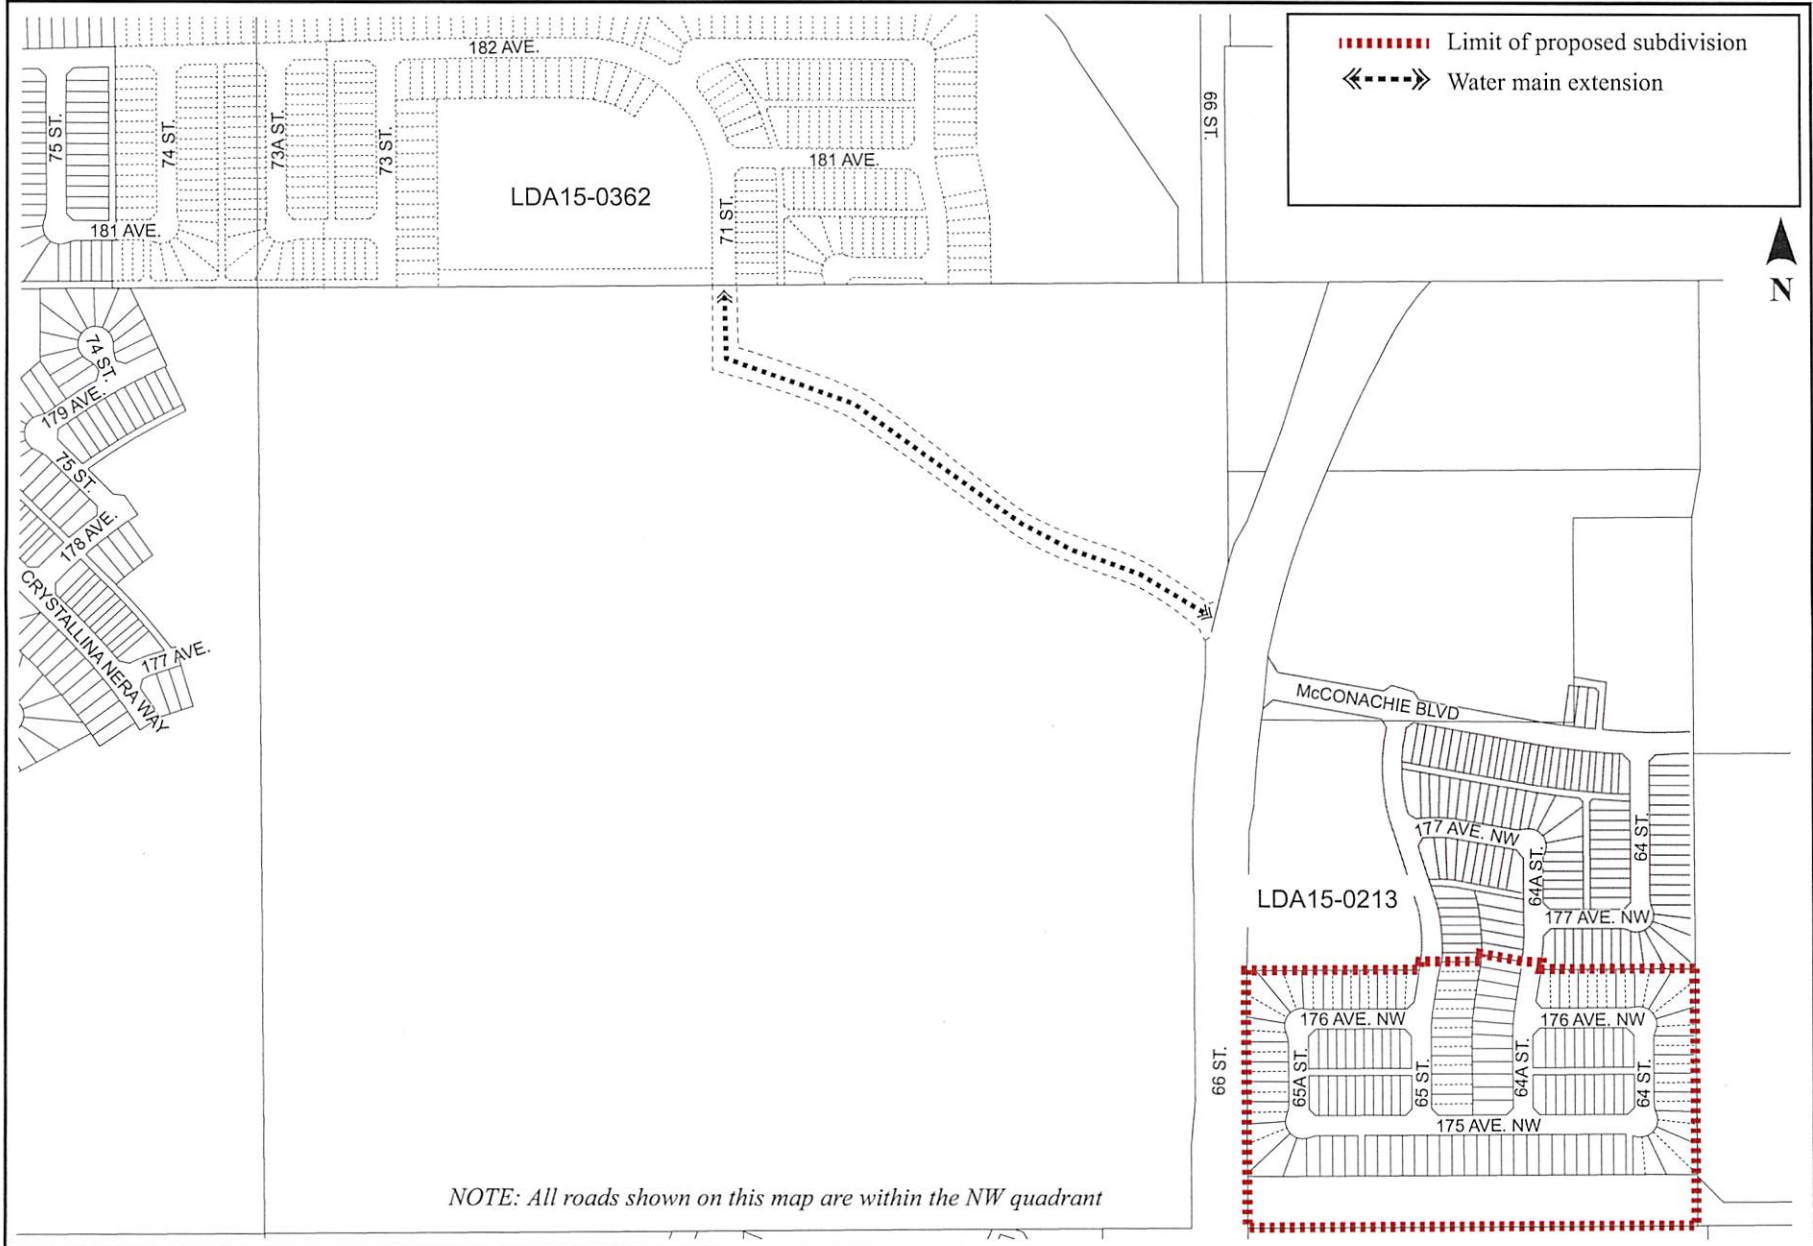 Limit of proposed subdivision
Water main extension
N
182 AVE.
75 ST.
74 ST.
73A ST.
73 ST.
LDA15-0362
71 ST.
181 AVE.
66 ST.
181 AVE.
74 ST.
179 AVE.
75 ST.
178 AVE.
CRYSTALLINA NERA WAY
177 AVE.
McCONACHIE BLVD
177 AVE. NW
64A ST.
64 ST.
LDA15-0213
177 AVE. NW
176 AVE. NW
176 AVE. NW
66 ST.
65A ST.
65 ST.
64A ST.
64 ST.
175 AVE. NW
NOTE: All roads shown on this map are within the NW quadrant